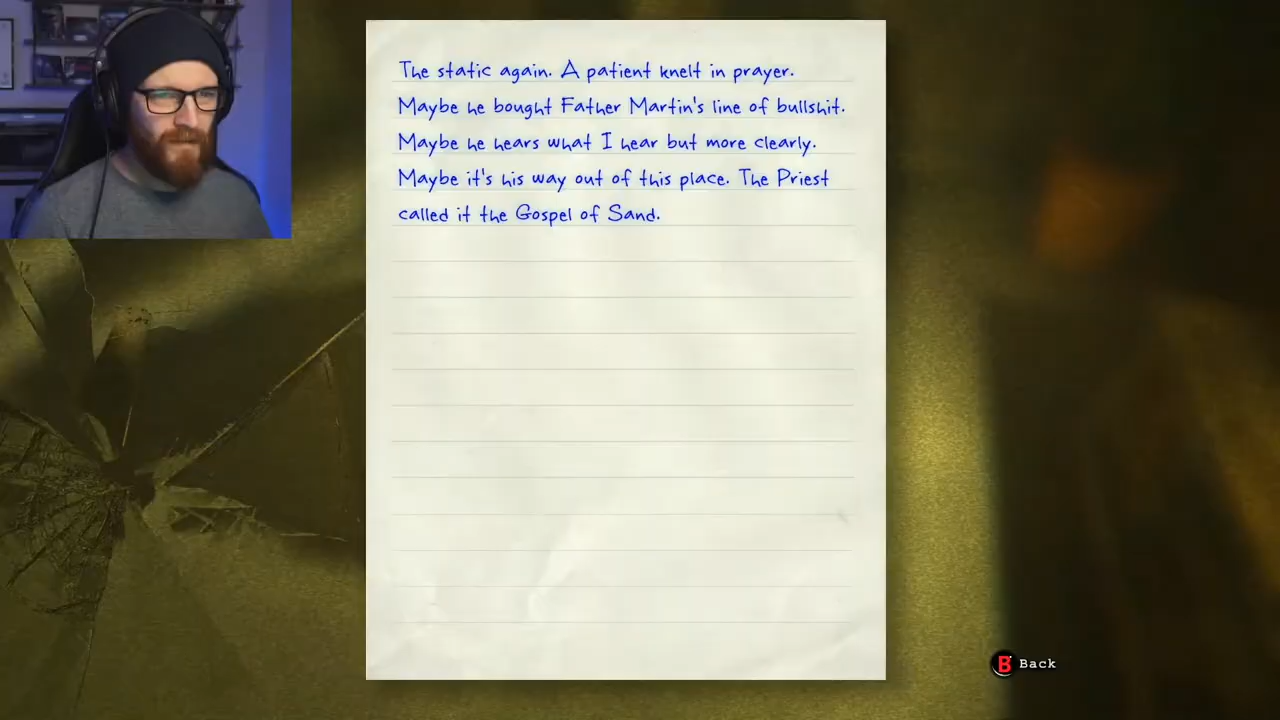 The static again. A patient knelt in prayer.
Maybe he bought Father Martin's line of bullshit.
Maybe he hears what I hear but more clearly.
Maybe it's his way out of this place. The Priest
called it the Gospel of Sand.
B Back